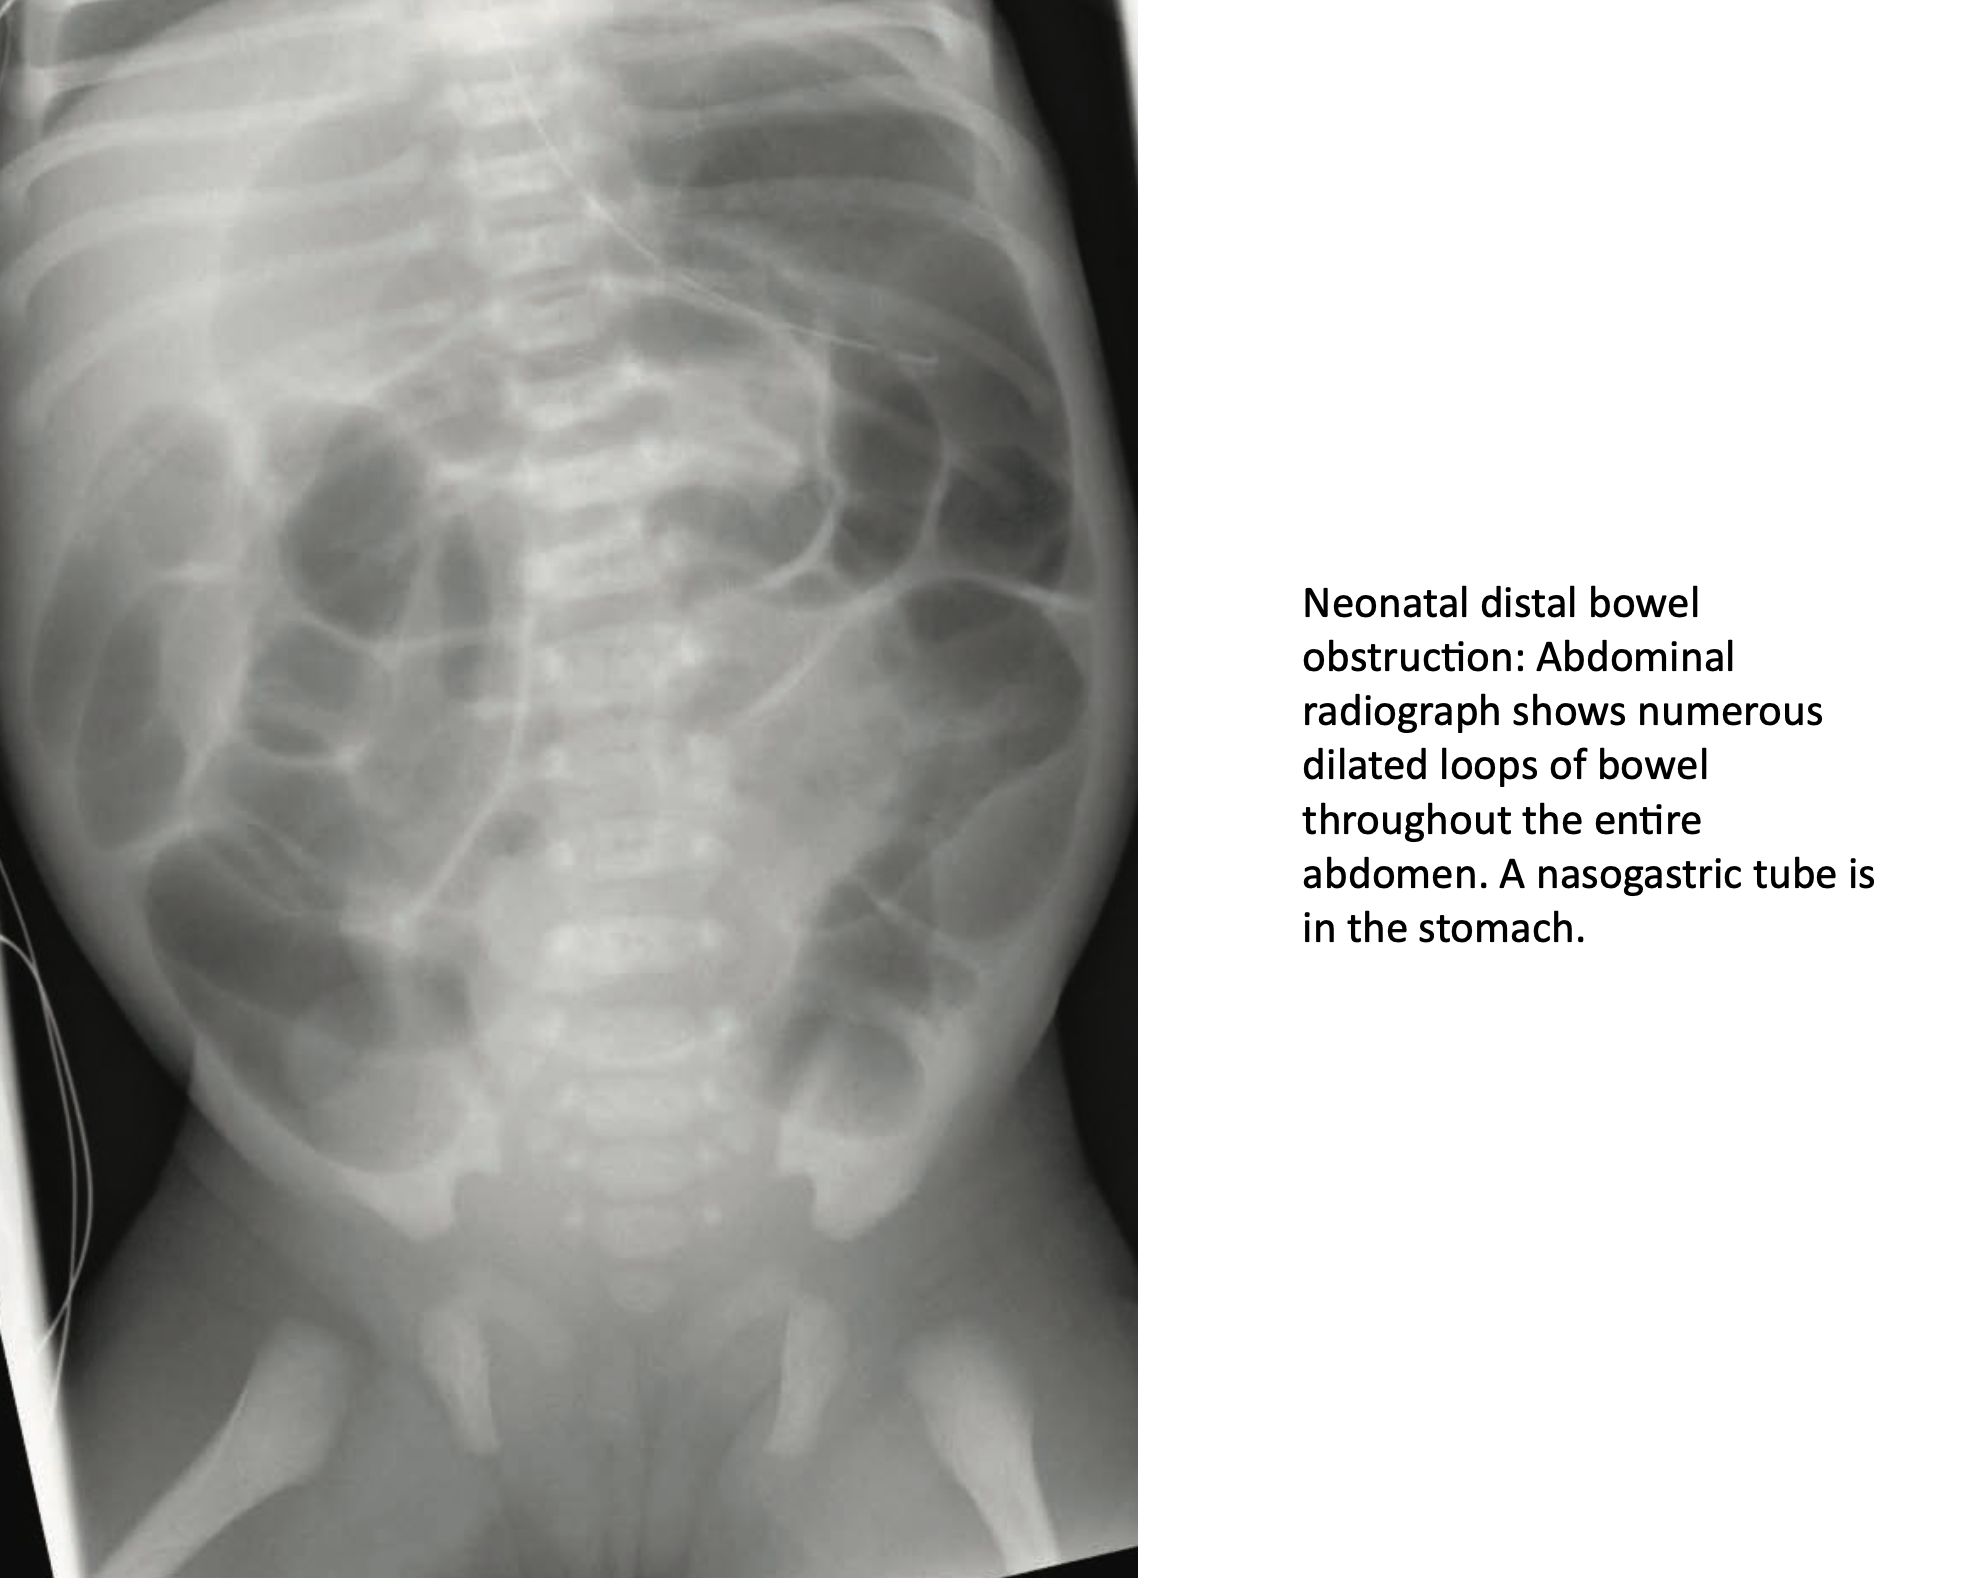 Neonatal distal bowel
obstruction: Abdominal
radiograph shows numerous
dilated loops of bowel
throughout the entire
abdomen. A nasogastric tube is
in the stomach.